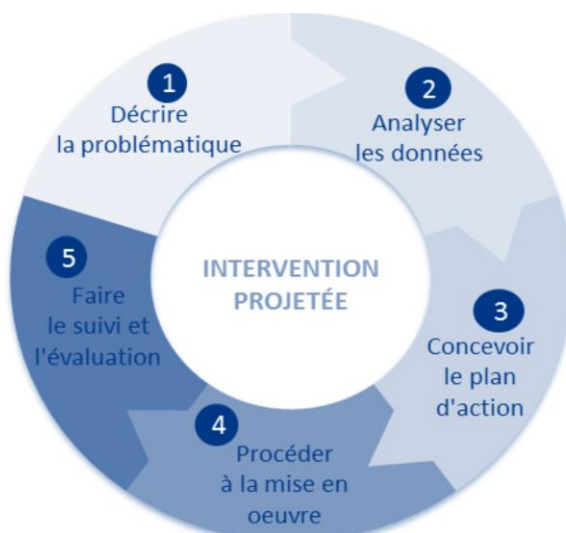 1
Décrire
la problématique
2
Analyser
les données
3
Concevoir
le plan
d'action
4
Procéder
à la mise en
oeuvre
5
Faire
le suivi et
l'évaluation
INTERVENTION
PROJETÉE